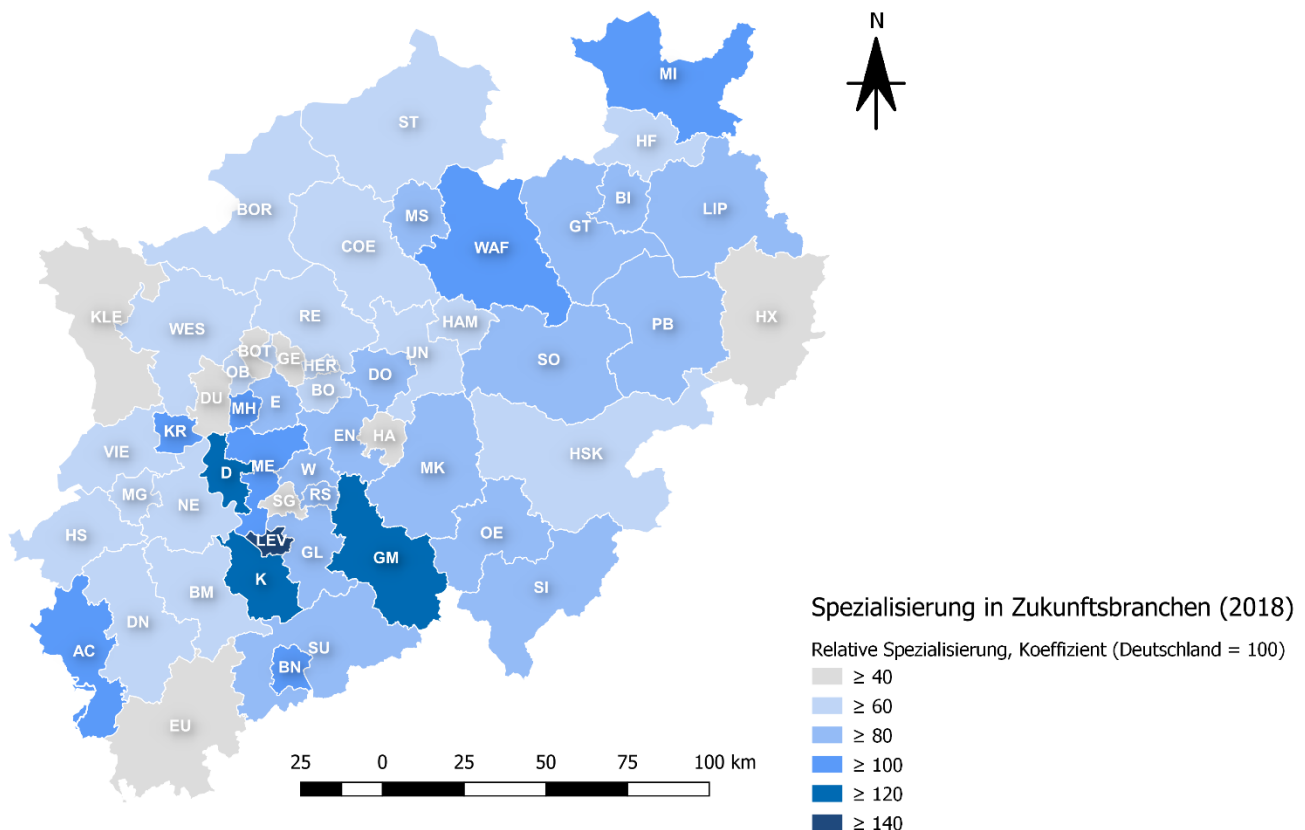 N
MI
ST
HF
BI
LIP
BOR
MS
GT
COE
WAF
KLE
WES
RE
HAM
PB
HX
BOT
GE
HER
UN
SO
OB
DO
DU
MH
E
BO
KR
EN
HA
VIE
D
ME
W
MK
HSK
MG
NE
SG
RS
HS
LEV
GL
GM
OE
K
BM
SI
DN
AC
SU
BN
EU
Spezialisierung in Zukunftsbranchen (2018)
Relative Spezialisierung, Koeffizient (Deutschland = 100)
≥ 40
≥ 60
≥ 80
≥ 100
≥ 120
≥ 140
25 0 25 50 75 100 km